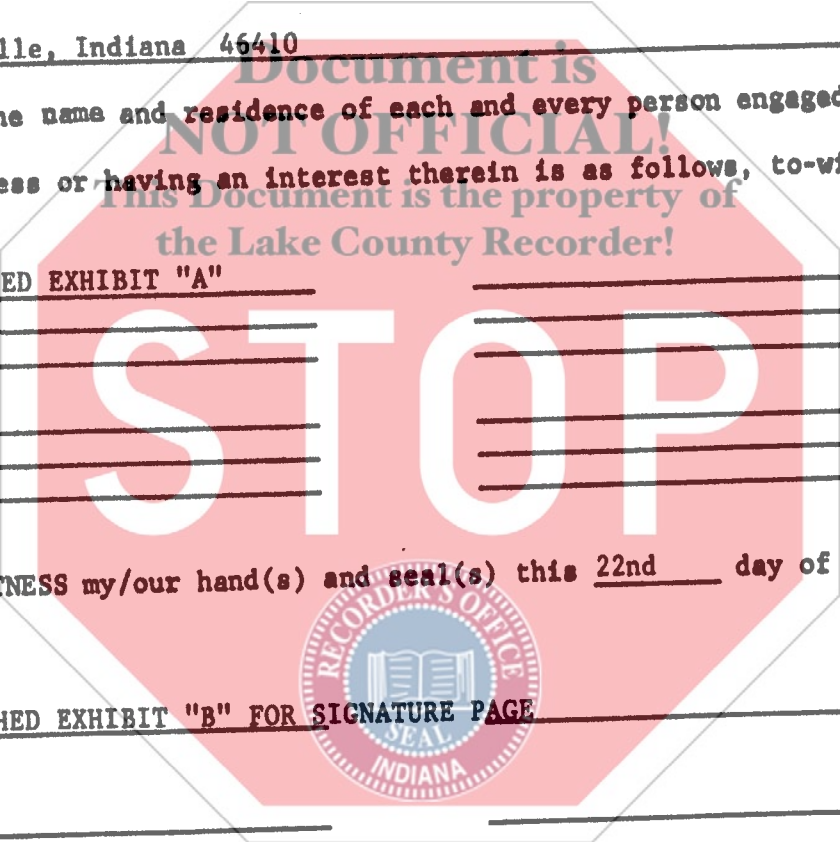 lle, Indiana 46410
Document is
ne name and residence of each and every person engaged
NOT OFFICIAL!
ess or having an interest therein is as follows, to-wi
This Document is the property of
the Lake County Recorder!
ED EXHIBIT "A"
STOP
TNESS my/our hand(s) and seal(s) this 22nd day of
RECORDER'S OFFICE
HED EXHIBIT "B" FOR SIGNATURE PAGE
SEAL
INDIANA